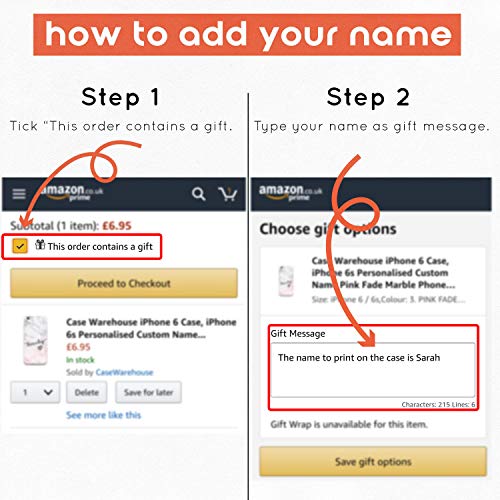 how to add your name
Step 1
Tick "This order contains a gift.
amazon.co.uk
prime
Subtotal (1 item): £6.95
This order contains a gift
Proceed to Checkout
Case Warehouse iPhone 6 Case, iPhone
6s Personalised Custom Name...
£6.95
In stock
Sold by CaseWarehouse
1
Delete
Save for later
See more like this
Step 2
Type your name as gift message.
amazon.co.uk
prime
Choose gift options
Case Warehouse iPhone 6 Case,
iPhone 6s Personalised Custom
Name Pink Fade Marble Phone...
Size: iPhone 6 / 6s,Colour: 3. PINK FADE...
Gift Message
The name to print on the case is Sarah
Characters: 215 Lines: 6
Gift Wrap is unavailable for this item.
Save gift options